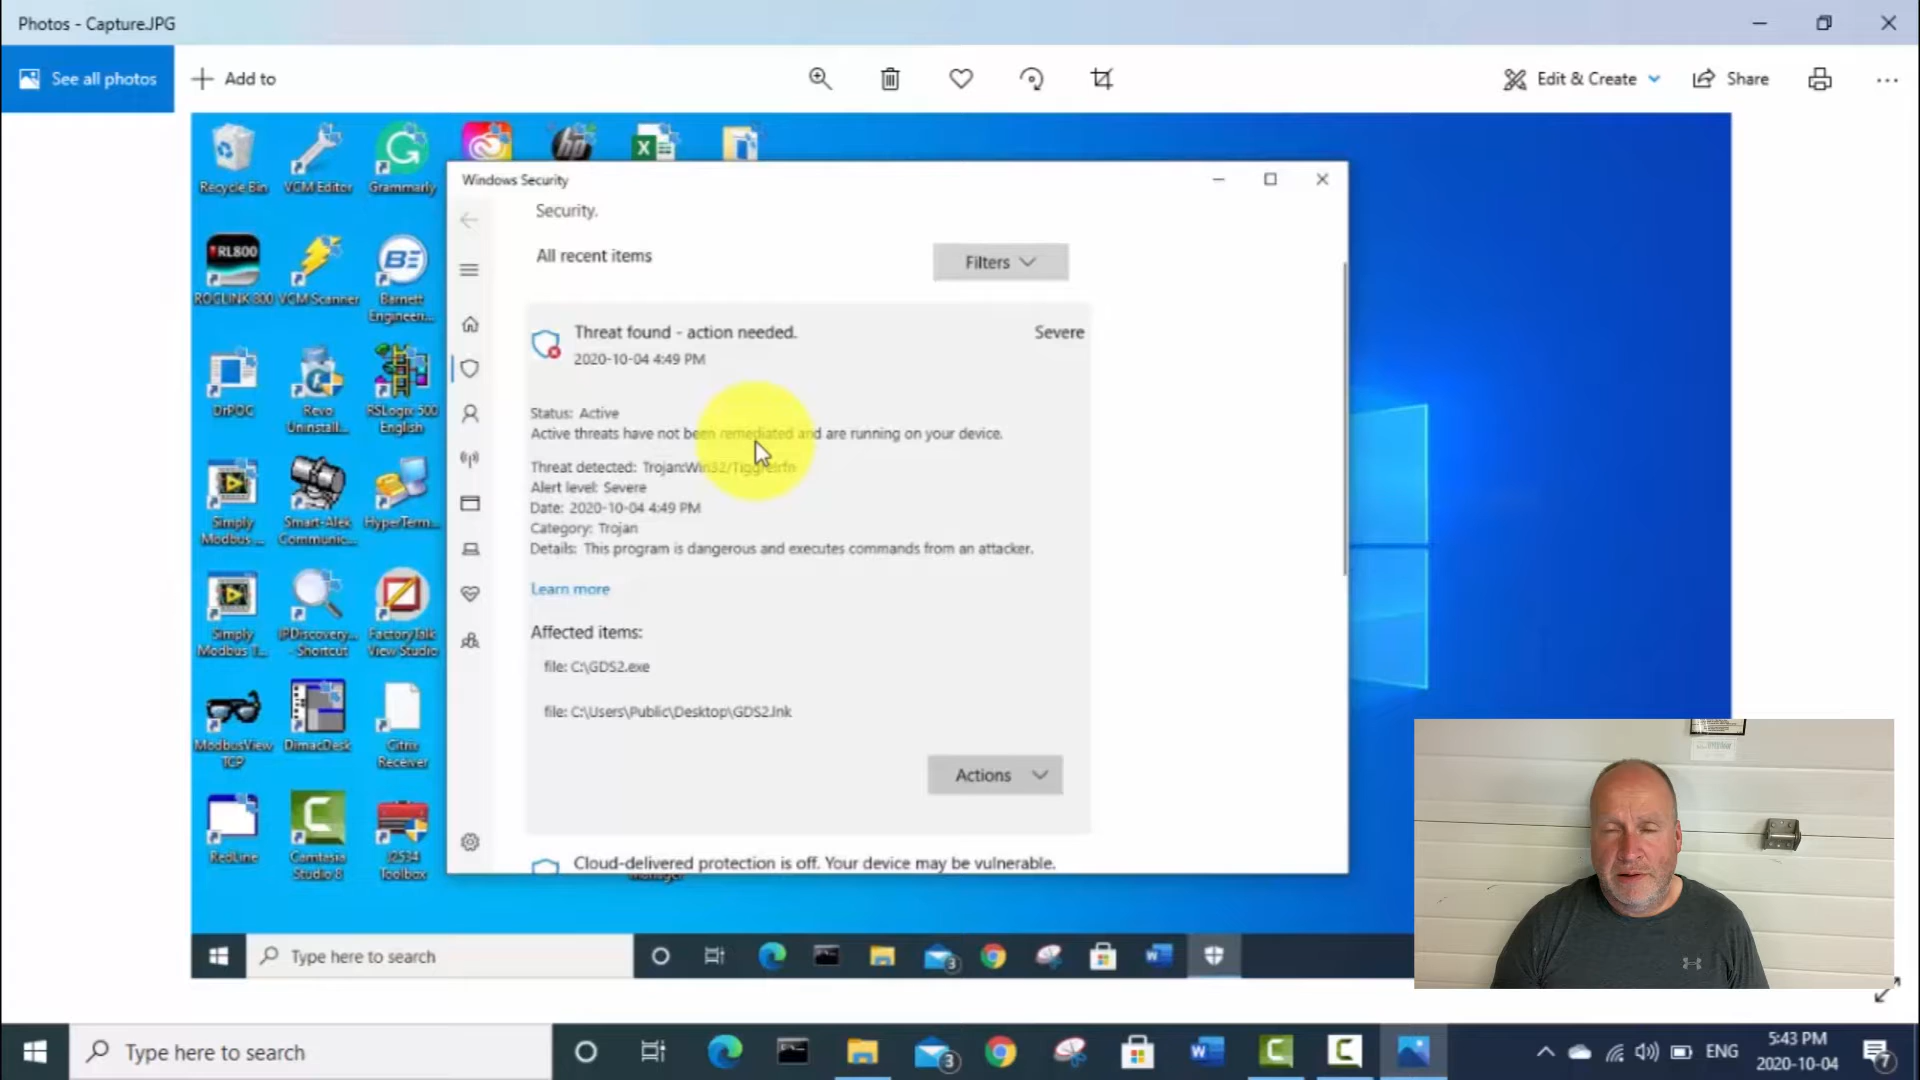 Photos - Capture.JPG
See all photos
Add to
Edit & Create
Share
Recycle Bin
VCM Editor
Grammarly
Windows Security
Security.
All recent items
Filters
Threat found - action needed.
Severe
2020-10-04 4:49 PM
Status: Active
Active threats have not been remediated and are running on your device.
Threat detected: Trojan:Win32/Tiggre!rfn
Alert level: Severe
Date: 2020-10-04 4:49 PM
Category: Trojan
Details: This program is dangerous and executes commands from an attacker.
Learn more
Affected items:
file: C:\GDS2.exe
file: C:\Users\Public\Desktop\GDS2.lnk
Actions
Cloud-delivered protection is off. Your device may be vulnerable.
RL800
ROCLINK 800
VCM Scanner
Barnett
Engineeri...
Revo
Uninstall...
RSLogix 500
English
Simply
Modbus ...
Smart-Alek
Communic...
HyperTerm...
Simply
Modbus T...
IPDiscovery...
- Shortcut
FactoryTalk
View Studio
ModbusView
TCP
DimacDesk
Citrix
Receiver
RedLine
Camtasia
Studio 8
J2534
Toolbox
manager
Type here to search
3
Type here to search
3
ENG
5:43 PM
2020-10-04
7